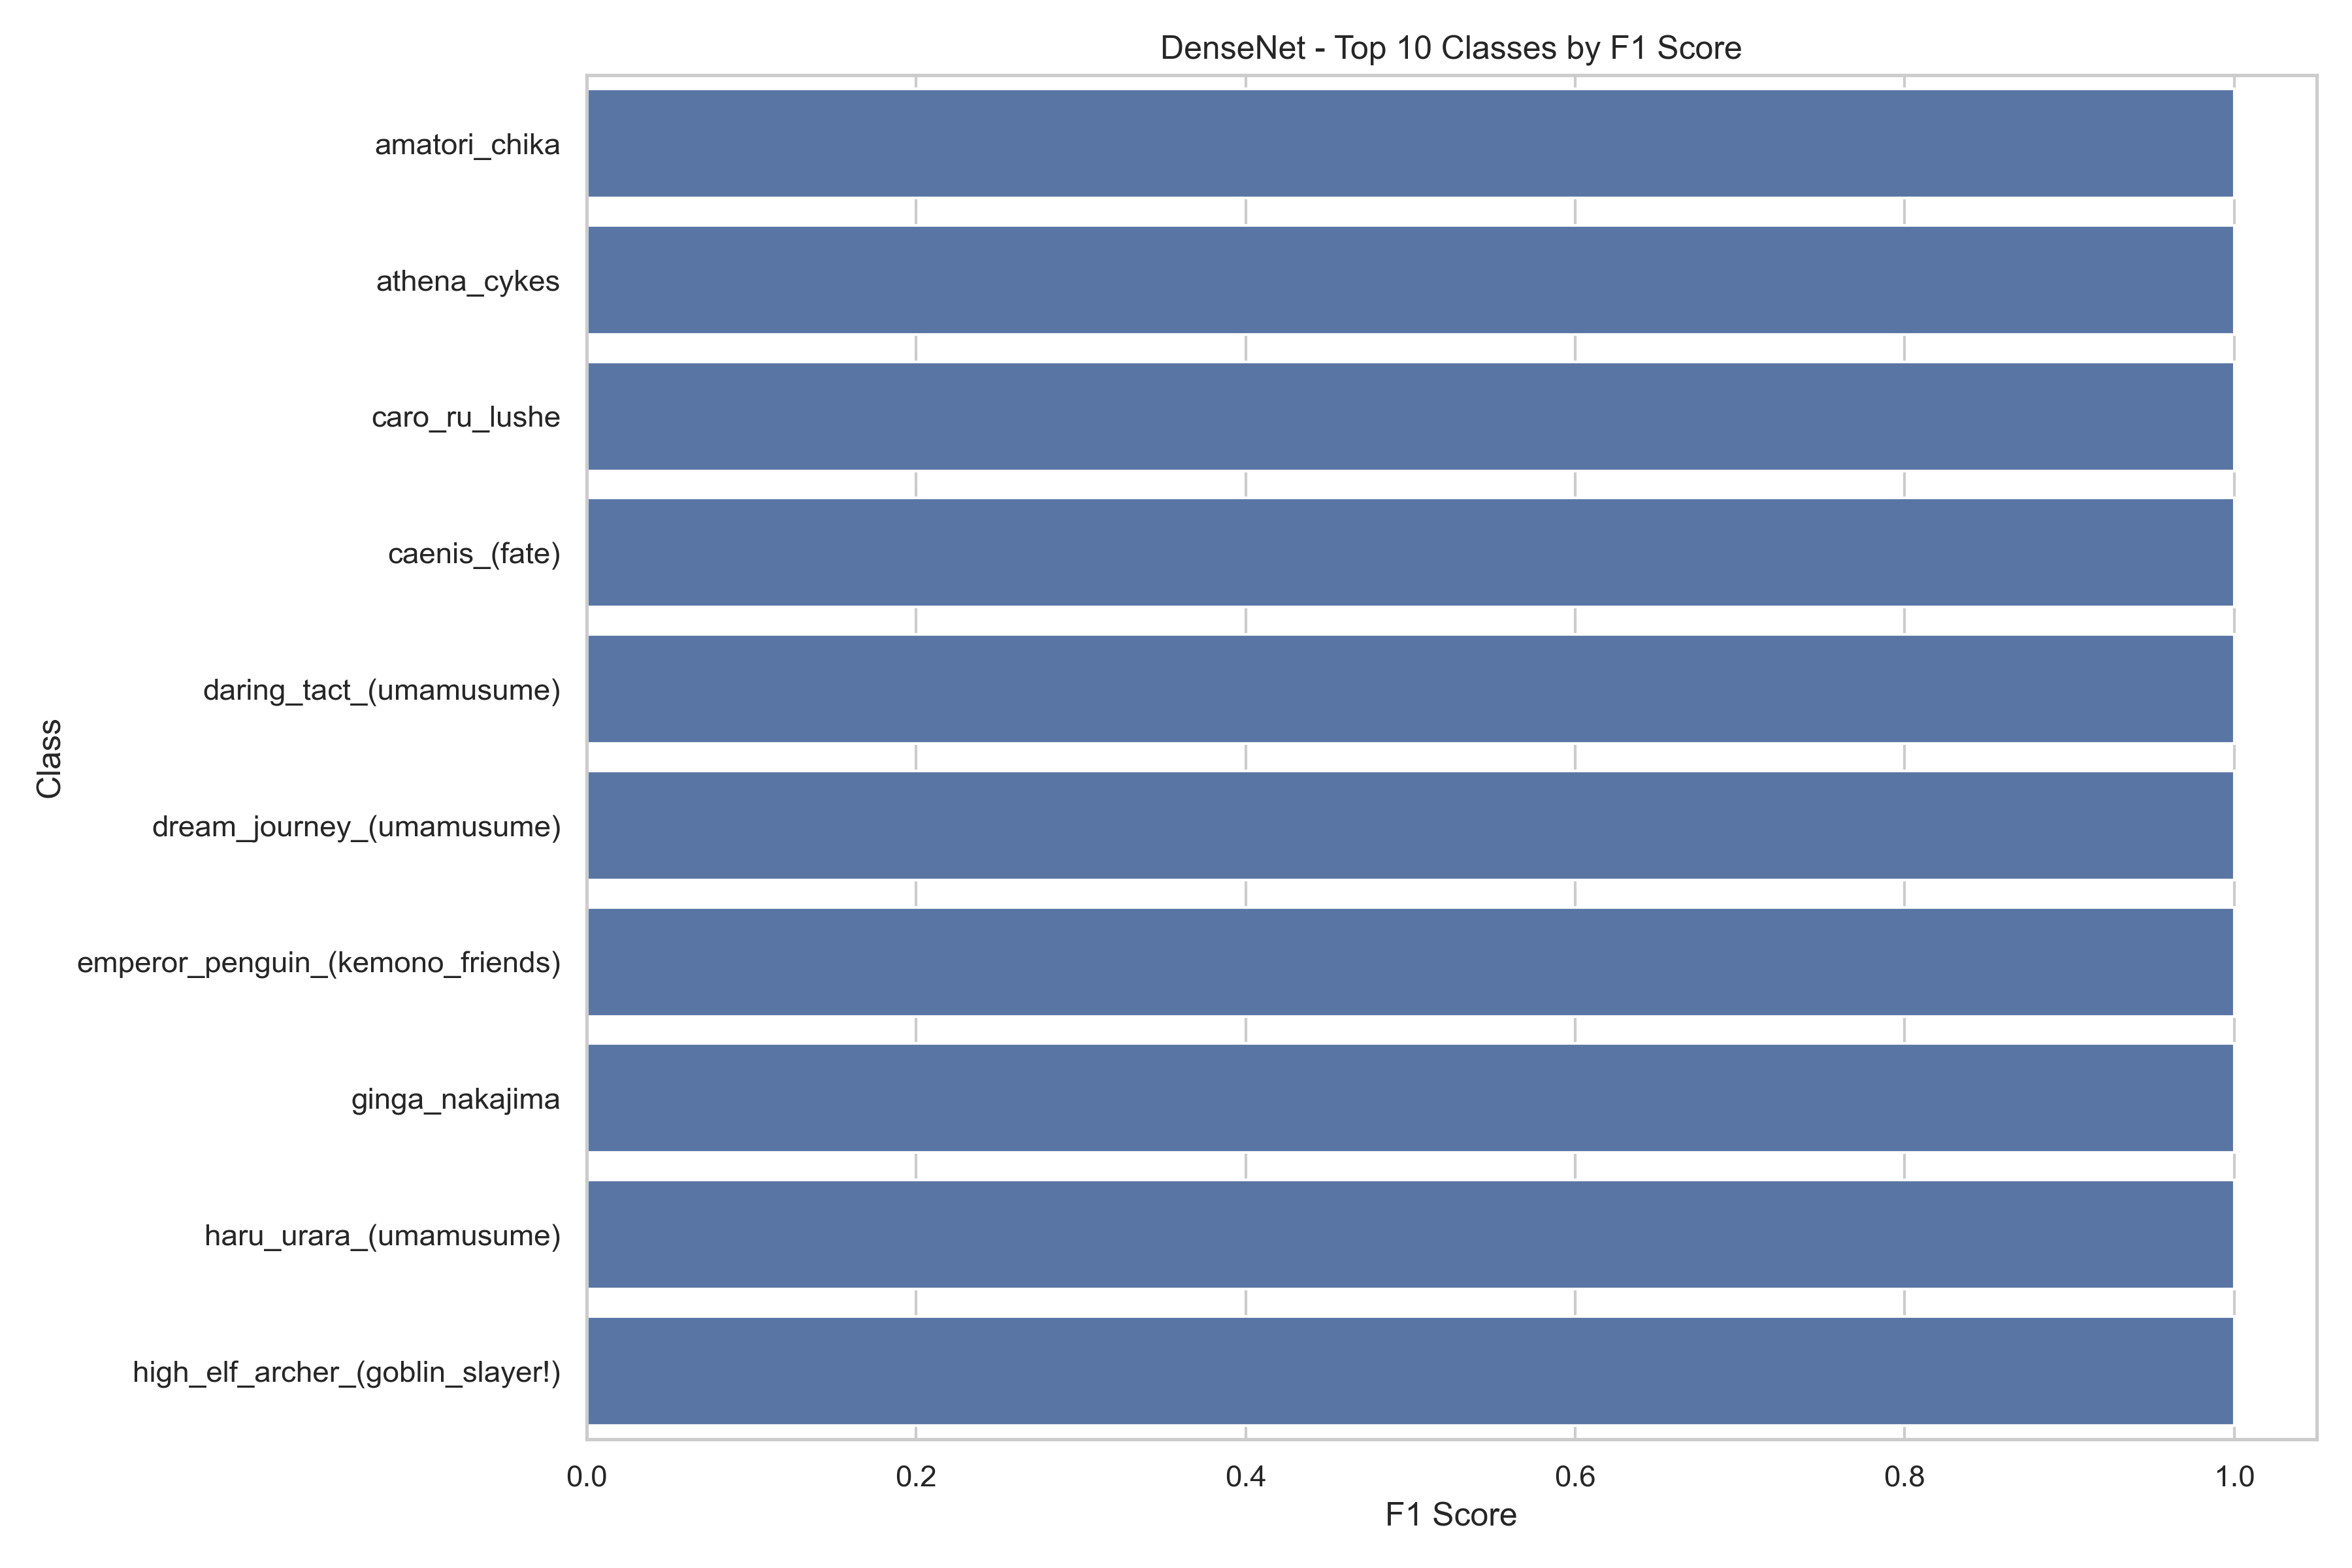 DenseNet - Top 10 Classes by F1 Score
amatori_chika
athena_cykes
caro_ru_lushe
caenis_(fate)
daring_tact_(umamusume)
dream_journey_(umamusume)
emperor_penguin_(kemono_friends)
ginga_nakajima
haru_urara_(umamusume)
high_elf_archer_(goblin_slayer!)
Class
0.0 0.2 0.4 0.6 0.8 1.0
F1 Score